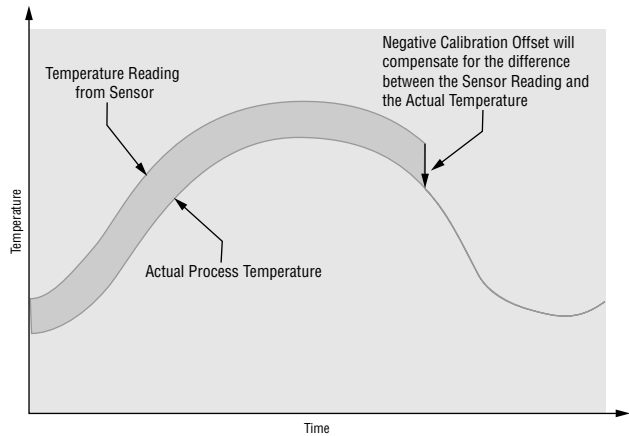 Negative Calibration Offset will
compensate for the difference
between the Sensor Reading and
the Actual Temperature
Temperature Reading
from Sensor
Temperature
Actual Process Temperature
Time